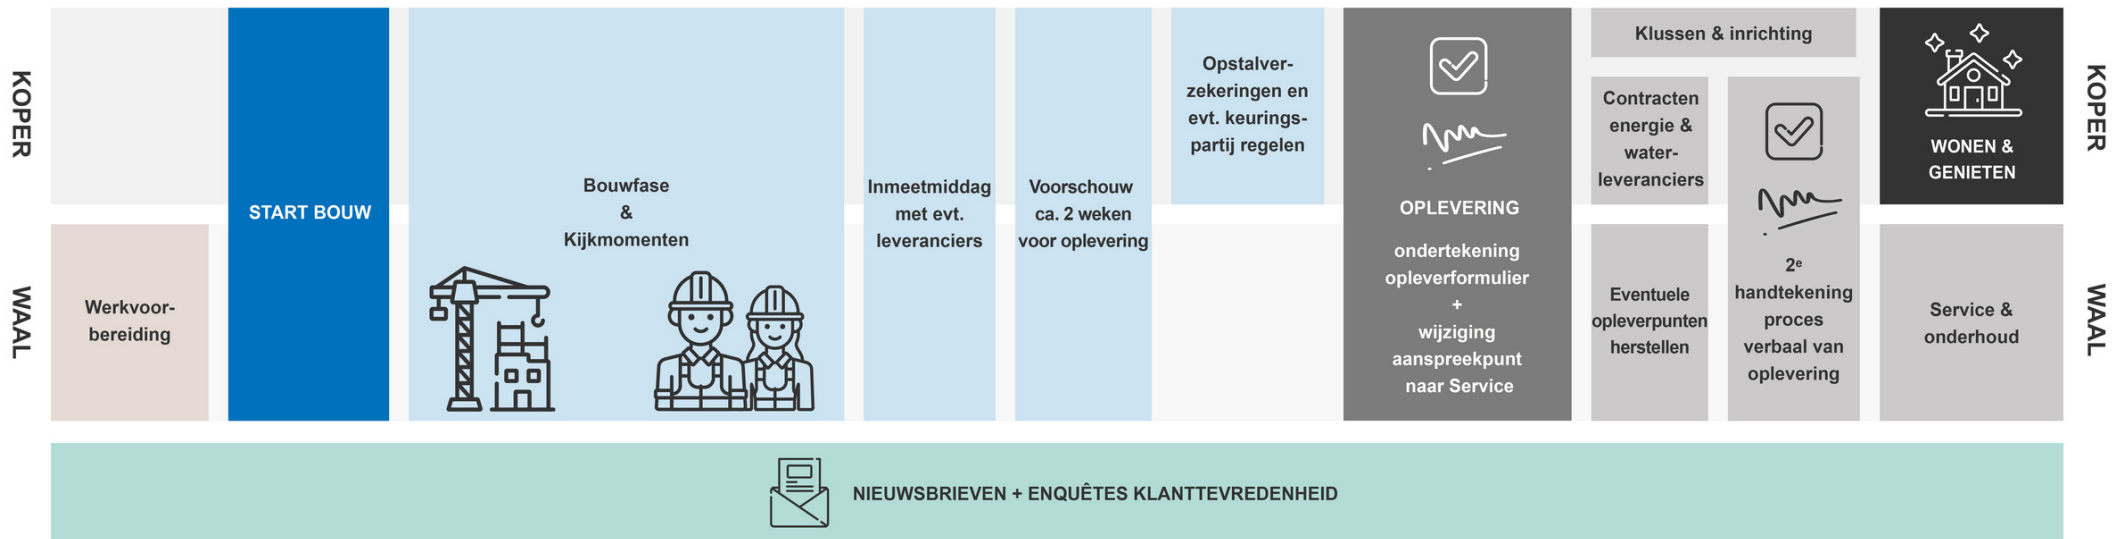 KOPER
WAAL
Werkvoor-
bereiding
START BOUW
Bouwfase
&
Kijkmomenten
Inmeetmiddag
met evt.
leveranciers
Voorschouw
ca. 2 weken
voor oplevering
Opstalver-
zekeringen en
evt. keurings-
partij regelen
OPLEVERING
ondertekening
opleverformulier
+
wijziging
aanspreekpunt
naar Service
Klussen & inrichting
Contracten
energie &
water-
leveranciers
Eventuele
opleverpunten
herstellen
2e
handtekening
proces
verbaal van
oplevering
WONEN &
GENIETEN
Service &
onderhoud
KOPER
WAAL
NIEUWSBRIEVEN + ENQUÊTES KLANTTEVREDENHEID